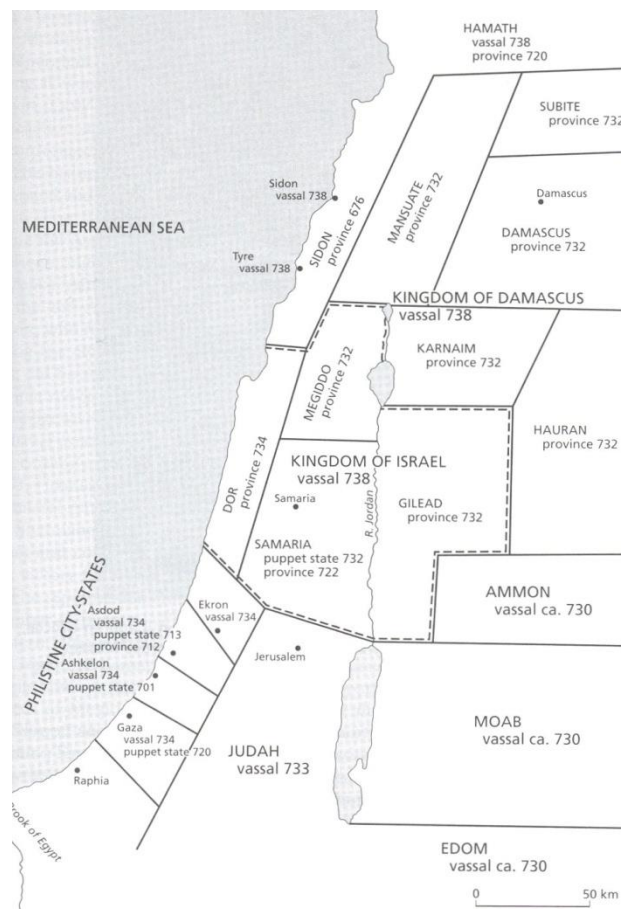 HAMATH
vassal 738
province 720
SUBITE
province 732
Damascus
DAMASCUS
province 732
MANSUATE
province 732
Sidon
vassal 738
SIDON
province 676
MEDITERRANEAN SEA
Tyre
vassal 738
KINGDOM OF DAMASCUS
vassal 738
KARNAIM
province 732
MEGIDDO
province 732
HAURAN
province 732
DOR
province 734
KINGDOM OF ISRAEL
vassal 738
Samaria
R. Jordan
GILEAD
province 732
SAMARIA
puppet state 732
province 722
AMMON
vassal ca. 730
PHILISTINE CITY-STATES
Asdod
vassal 734
puppet state 713
province 712
Ekron
vassal 734
Ashkelon
vassal 734
puppet state 701
Jerusalem
Gaza
vassal 734
puppet state 720
JUDAH
vassal 733
MOAB
vassal ca. 730
Raphia
rook of Egypt
EDOM
vassal ca. 730
0 50 km